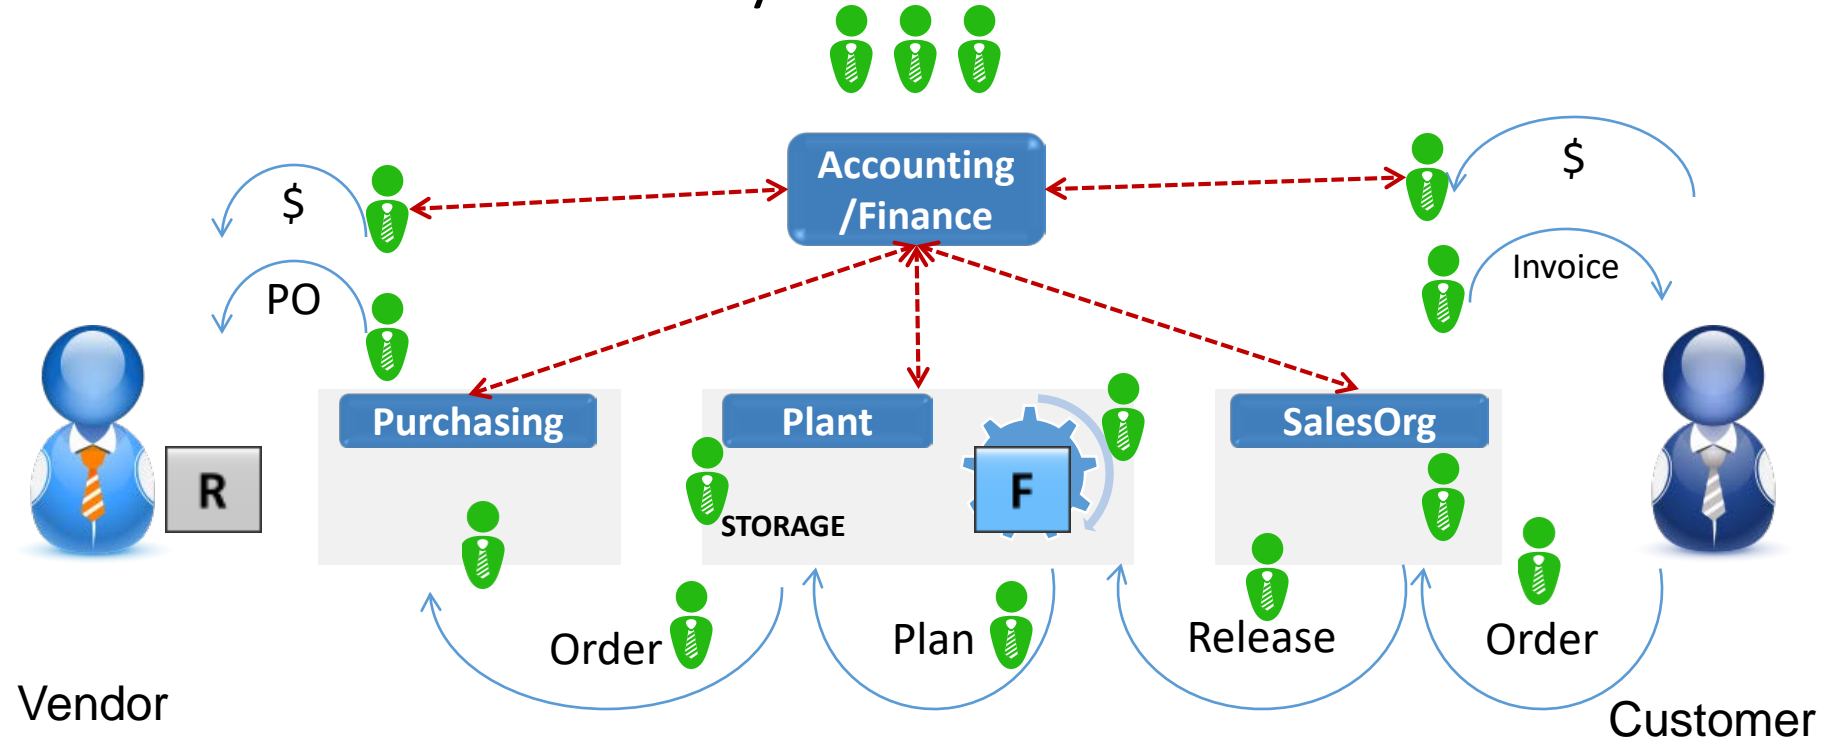 Accounting
/Finance
$
$
PO
Invoice
Purchasing
Plant
SalesOrg
R
F
STORAGE
Order
Plan
Release
Order
Vendor
Customer